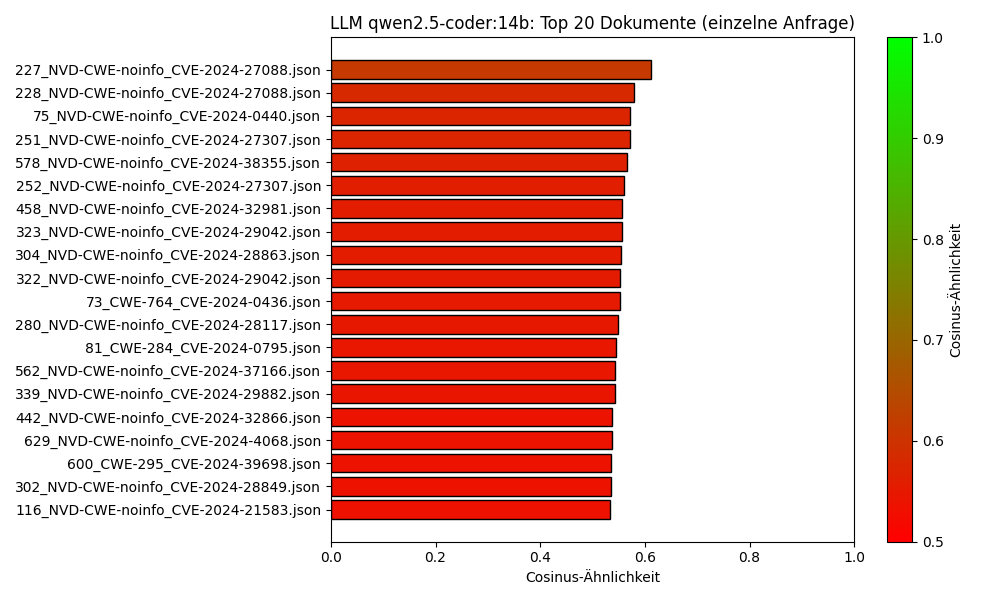 LLM qwen2.5-coder:14b: Top 20 Dokumente (einzelne Anfrage)
227_NVD-CWE-noinfo_CVE-2024-27088.json
228_NVD-CWE-noinfo_CVE-2024-27088.json
75_NVD-CWE-noinfo_CVE-2024-0440.json
251_NVD-CWE-noinfo_CVE-2024-27307.json
578_NVD-CWE-noinfo_CVE-2024-38355.json
252_NVD-CWE-noinfo_CVE-2024-27307.json
458_NVD-CWE-noinfo_CVE-2024-32981.json
323_NVD-CWE-noinfo_CVE-2024-29042.json
304_NVD-CWE-noinfo_CVE-2024-28863.json
322_NVD-CWE-noinfo_CVE-2024-29042.json
73_CWE-764_CVE-2024-0436.json
280_NVD-CWE-noinfo_CVE-2024-28117.json
81_CWE-284_CVE-2024-0795.json
562_NVD-CWE-noinfo_CVE-2024-37166.json
339_NVD-CWE-noinfo_CVE-2024-29882.json
442_NVD-CWE-noinfo_CVE-2024-32866.json
629_NVD-CWE-noinfo_CVE-2024-4068.json
600_CWE-295_CVE-2024-39698.json
302_NVD-CWE-noinfo_CVE-2024-28849.json
116_NVD-CWE-noinfo_CVE-2024-21583.json
0.0 0.2 0.4 0.6 0.8 1.0
Cosinus-Ähnlichkeit
1.0
0.9
0.8
0.7
0.6
0.5
Cosinus-Ähnlichkeit